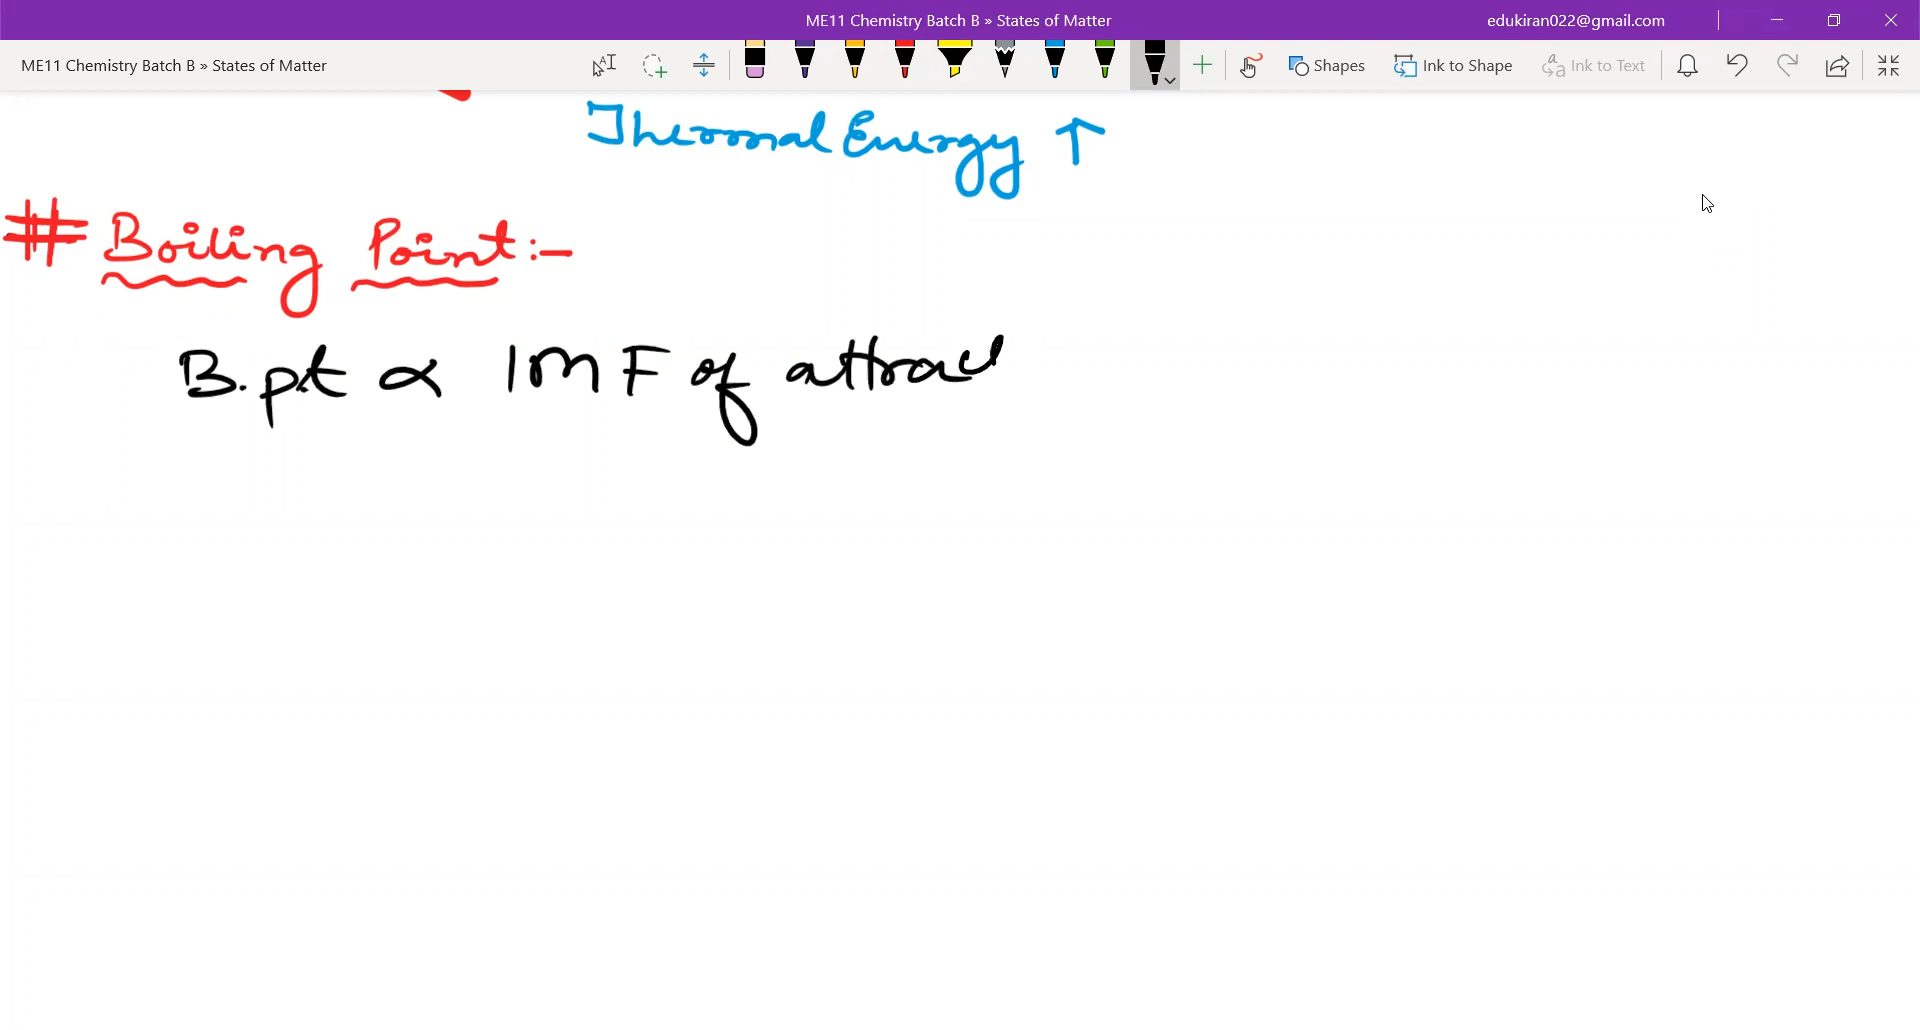 ME11 Chemistry Batch B » States of Matter
edukiran022@gmail.com
ME11 Chemistry Batch B » States of Matter
Shapes
Ink to Shape
Ink to Text
Thermal Energy ↑
# Boiling Point :-
B.pt ∝ IMF of attrac